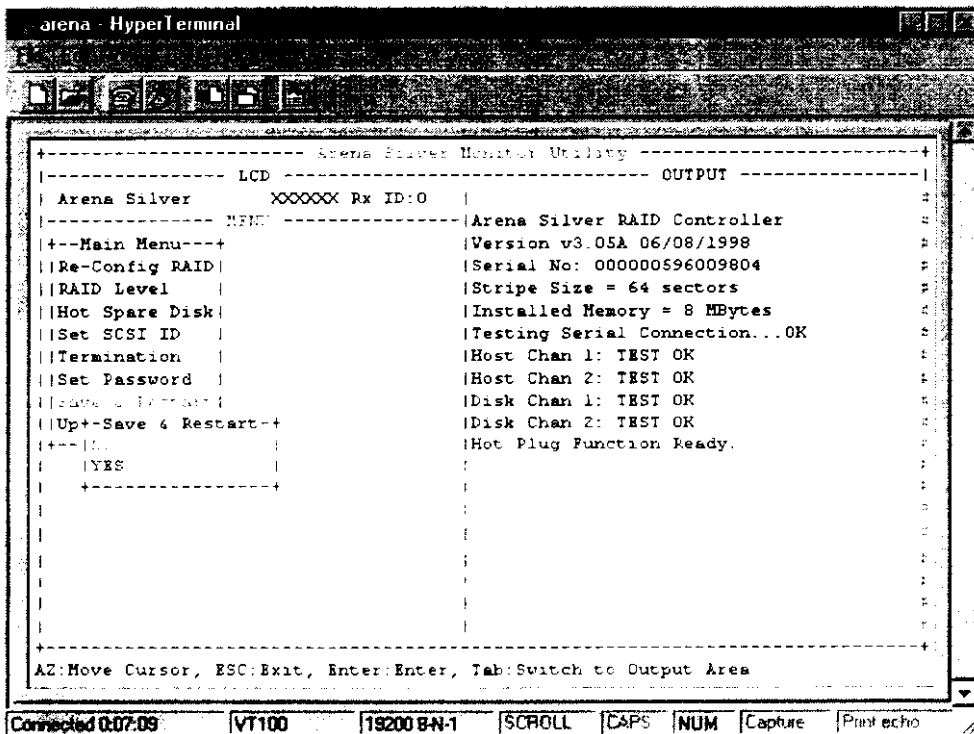 arena - HyperTerminal
Arena Silver Monitor Utility
LCD
OUTPUT
Arena Silver XXXXXX Rx ID:0
MENU
Arena Silver RAID Controller
+--Main Menu---+
Version v3.05A 06/08/1998
Re-Config RAID
Serial No: 000000596009804
RAID Level
Stripe Size = 64 sectors
Hot Spare Disk
Installed Memory = 8 MBytes
Set SCSI ID
Testing Serial Connection...OK
Termination
Host Chan 1: TEST OK
Set Password
Host Chan 2: TEST OK
Save & Restart
Disk Chan 1: TEST OK
Up+-Save & Restart-+
Disk Chan 2: TEST OK
Hot Plug Function Ready.
YES
AZ:Move Cursor, ESC:Exit, Enter:Enter, Tab:Switch to Output Area
Connected 0:07:09 VT100 19200 8-N-1 SCROLL CAPS NUM Capture Print echo